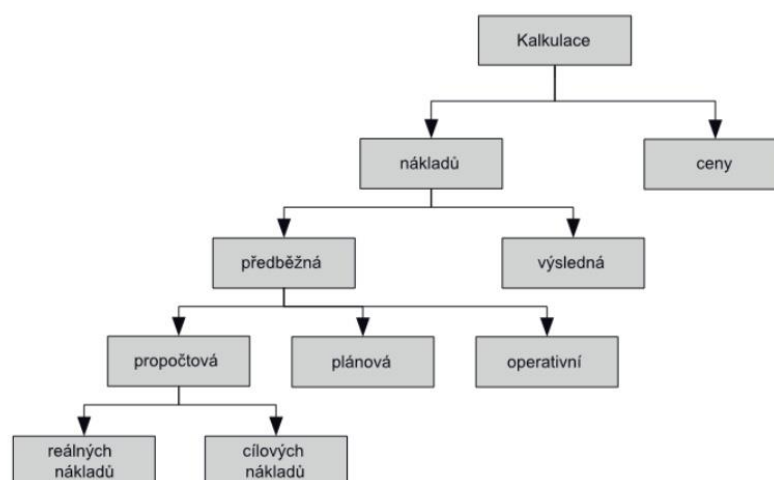 Kalkulace
nákladů
ceny
předběžná
výsledná
propočtová
plánová
operativní
reálných
nákladů
cílových
nákladů